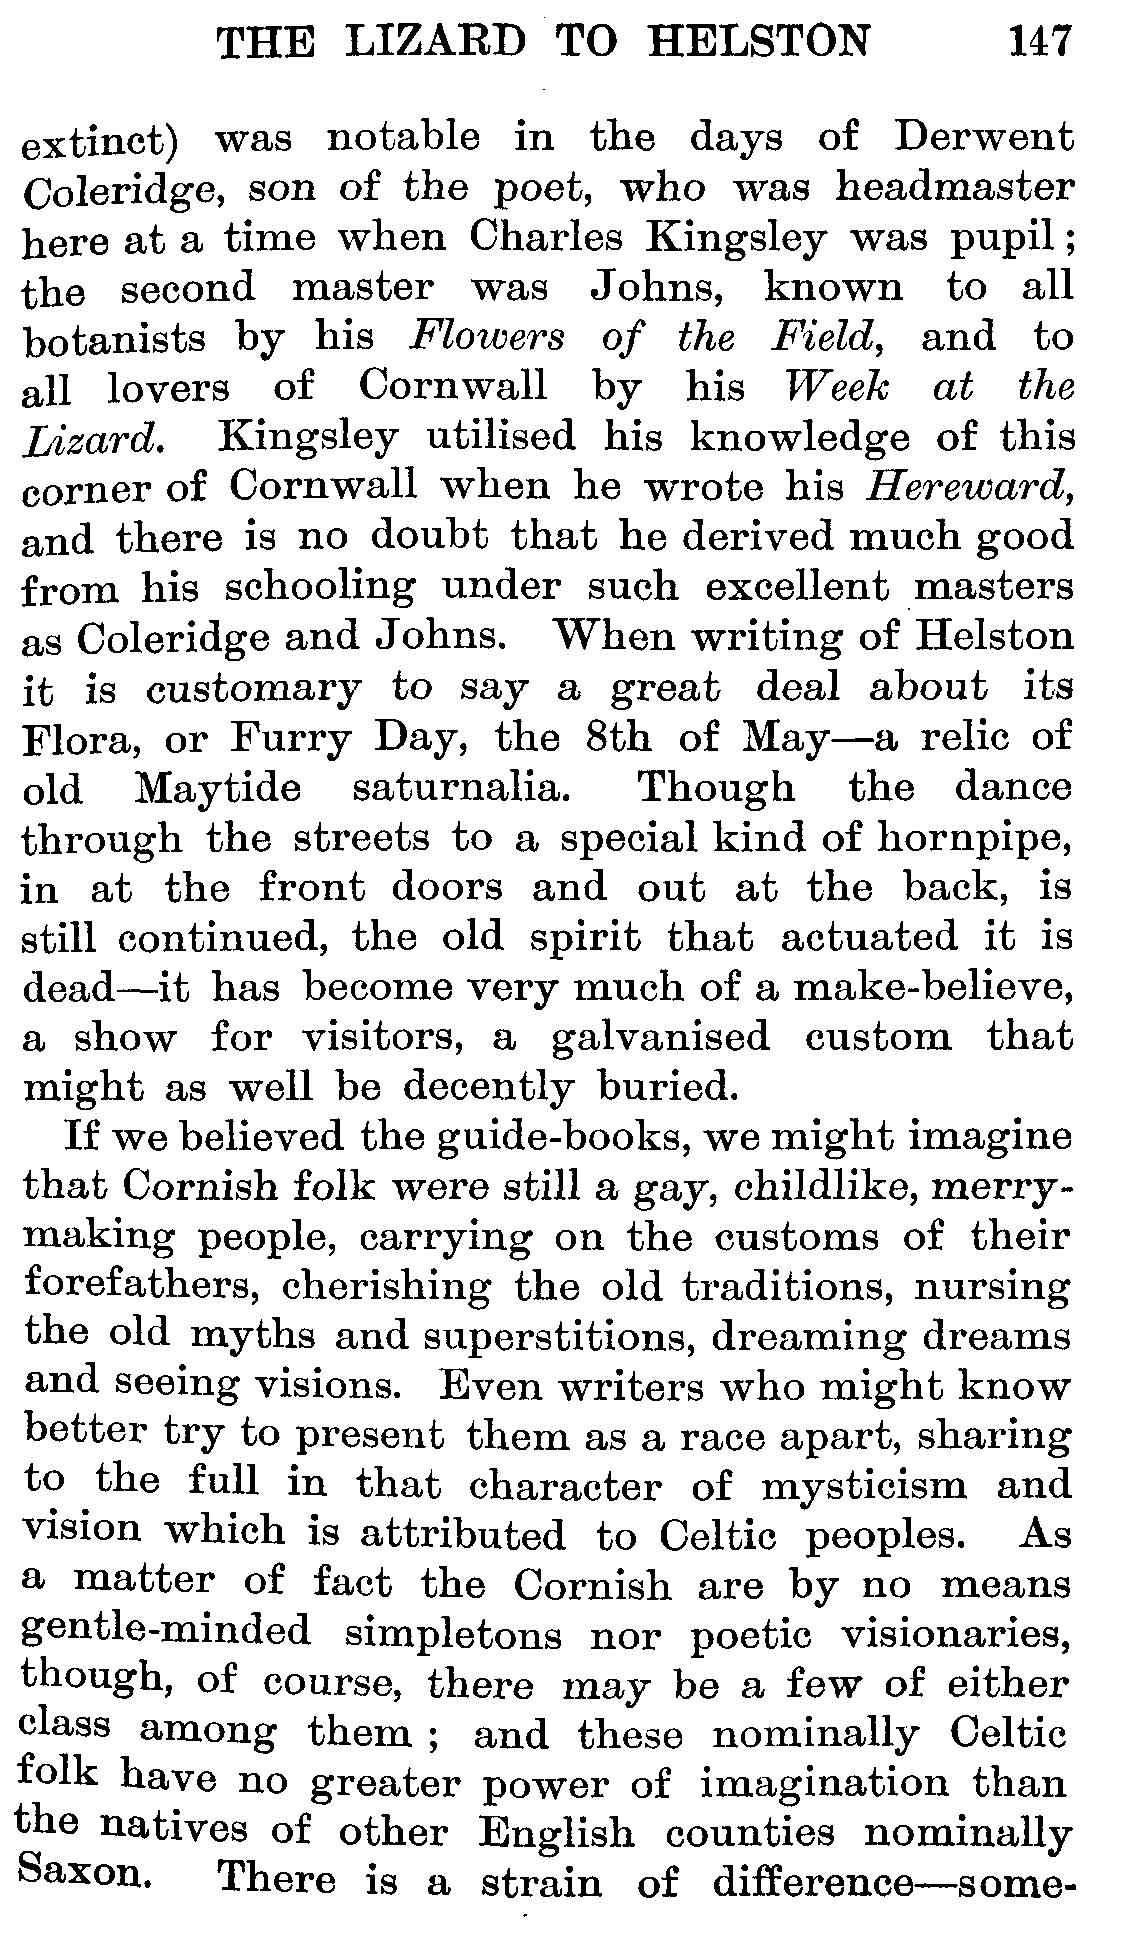 THE LIZARD TO HELSTON 147
extinct) was notable in the days of Derwent
Coleridge, son of the poet, who was headmaster
here at a time when Charles Kingsley was pupil;
the second master was Johns, known to all
botanists by his Flowers of the Field, and to
all lovers of Cornwall by his Week at the
Lizard. Kingsley utilised his knowledge of this
corner of Cornwall when he wrote his Hereward,
and there is no doubt that he derived much good
from his schooling under such excellent masters
as Coleridge and Johns. When writing of Helston
it is customary to say a great deal about its
Flora, or Furry Day, the 8th of May—a relic of
old Maytide saturnalia. Though the dance
through the streets to a special kind of hornpipe,
in at the front doors and out at the back, is
still continued, the old spirit that actuated it is
dead—it has become very much of a make-believe,
a show for visitors, a galvanised custom that
might as well be decently buried.
If we believed the guide-books, we might imagine
that Cornish folk were still a gay, childlike, merry-
making people, carrying on the customs of their
forefathers, cherishing the old traditions, nursing
the old myths and superstitions, dreaming dreams
and seeing visions. Even writers who might know
better try to present them as a race apart, sharing
to the full in that character of mysticism and
vision which is attributed to Celtic peoples. As
a matter of fact the Cornish are by no means
gentle-minded simpletons nor poetic visionaries,
though, of course, there may be a few of either
class among them ; and these nominally Celtic
folk have no greater power of imagination than
the natives of other English counties nominally
Saxon. There is a strain of difference—some-